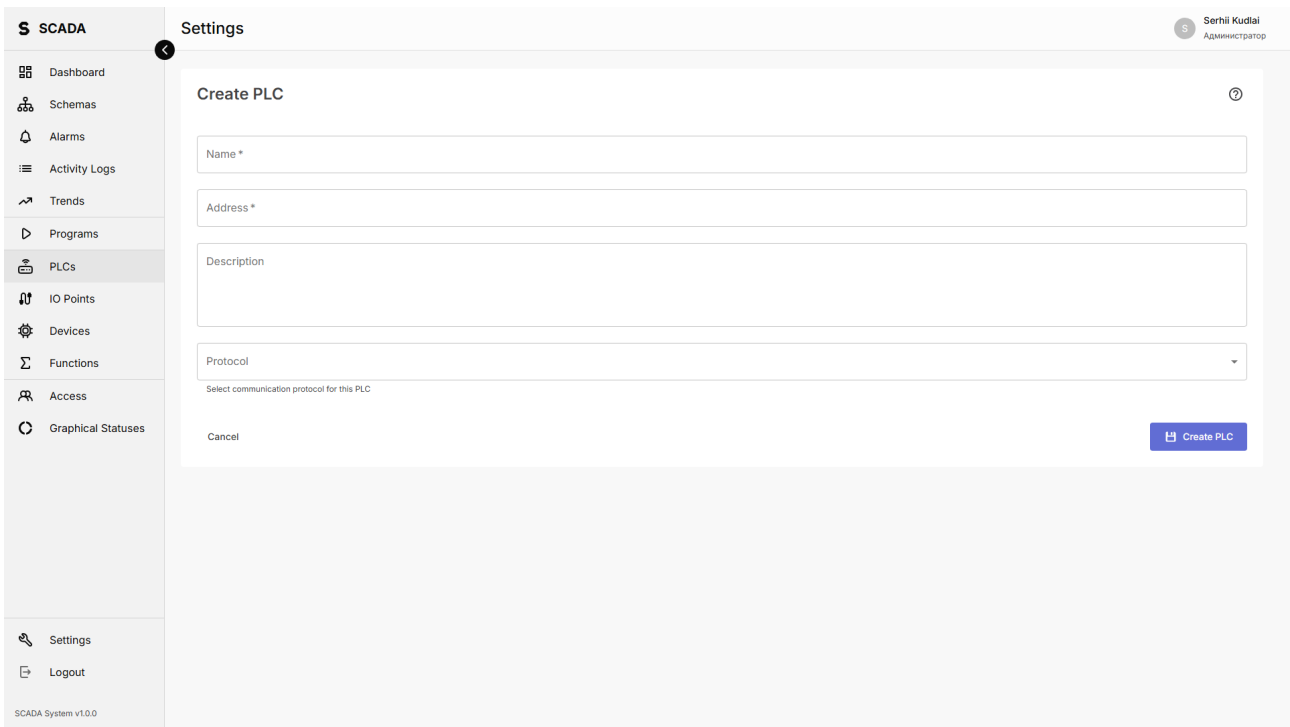 S SCADA
Settings
S
Serhii Kudlai
Администратор
Dashboard
Schemas
Alarms
Activity Logs
Trends
Programs
PLCs
IO Points
Devices
Functions
Access
Graphical Statuses
Settings
Logout
SCADA System v1.0.0
Create PLC
Name *
Address *
Description
Protocol
Select communication protocol for this PLC
Cancel
Create PLC